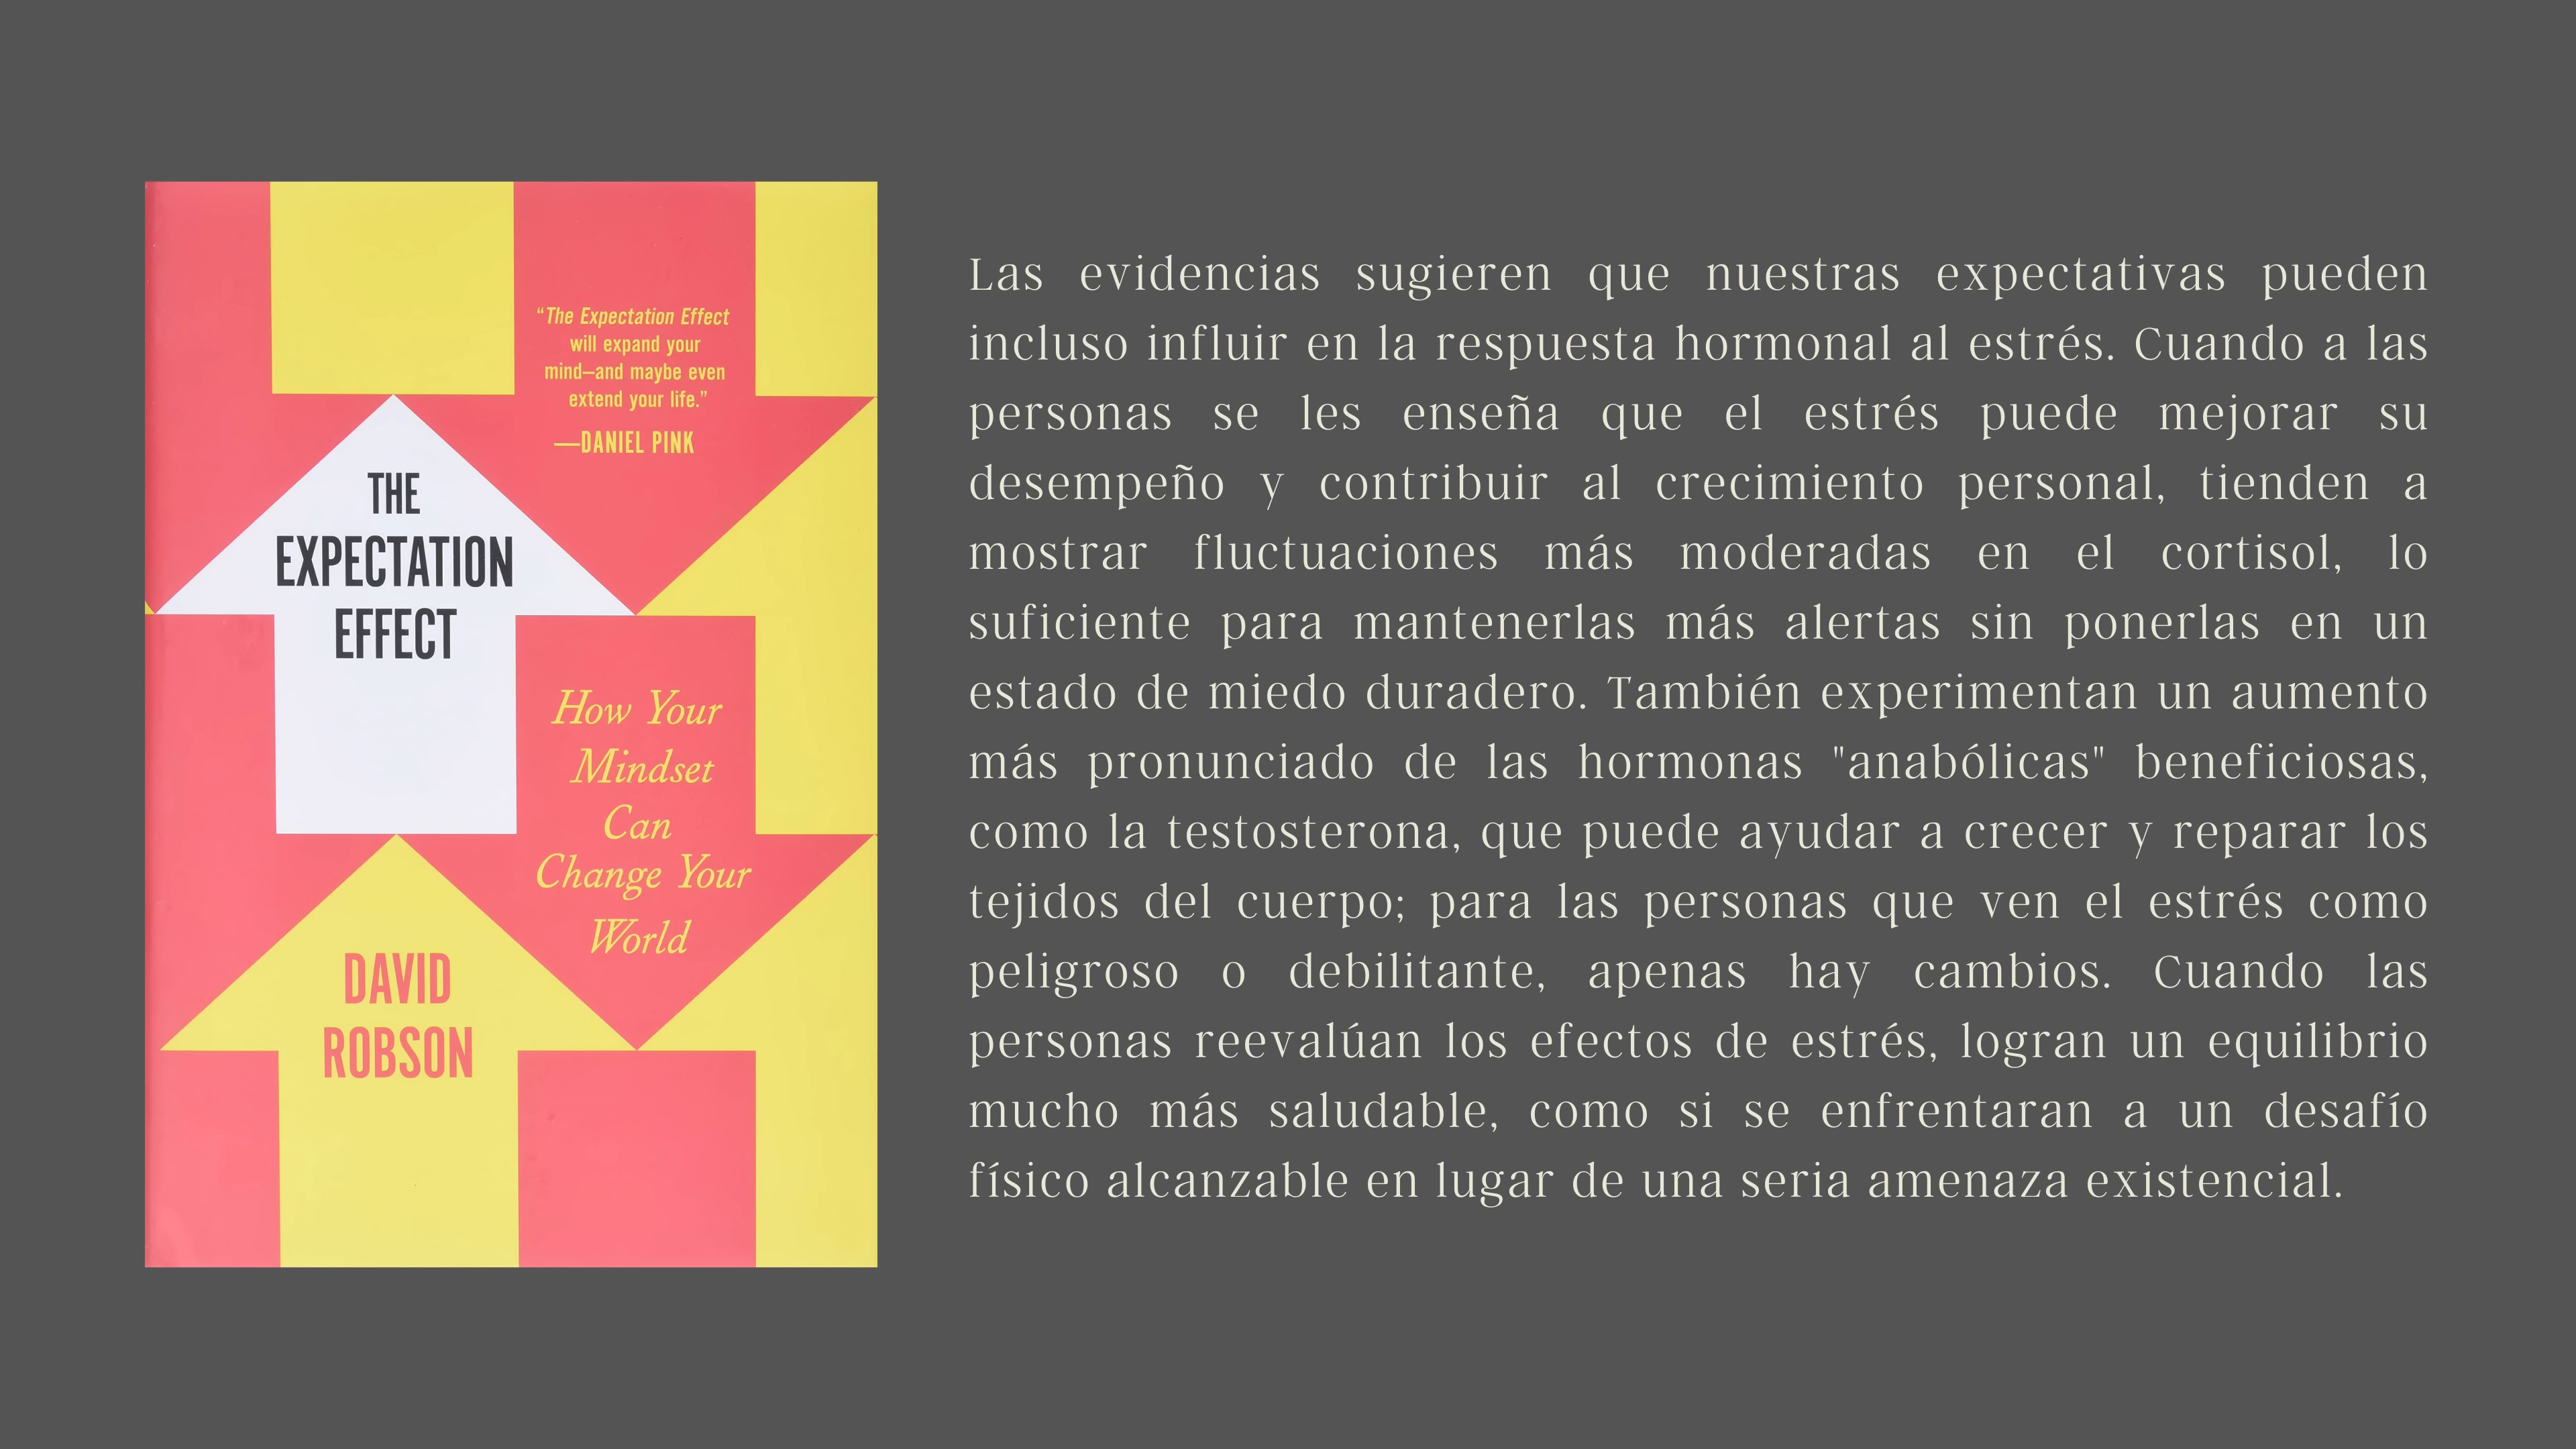 “The Expectation Effect
will expand your
mind—and maybe even
extend your life.”
—DANIEL PINK
THE
EXPECTATION
EFFECT
How Your
Mindset
Can
Change Your
World
DAVID
ROBSON
Las evidencias sugieren que nuestras expectativas pueden
incluso influir en la respuesta hormonal al estrés. Cuando a las
personas se les enseña que el estrés puede mejorar su
desempeño y contribuir al crecimiento personal, tienden a
mostrar fluctuaciones más moderadas en el cortisol, lo
suficiente para mantenerlas más alertas sin ponerlas en un
estado de miedo duradero. También experimentan un aumento
más pronunciado de las hormonas "anabólicas" beneficiosas,
como la testosterona, que puede ayudar a crecer y reparar los
tejidos del cuerpo; para las personas que ven el estrés como
peligroso o debilitante, apenas hay cambios. Cuando las
personas reevalúan los efectos de estrés, logran un equilibrio
mucho más saludable, como si se enfrentaran a un desafío
físico alcanzable en lugar de una seria amenaza existencial.